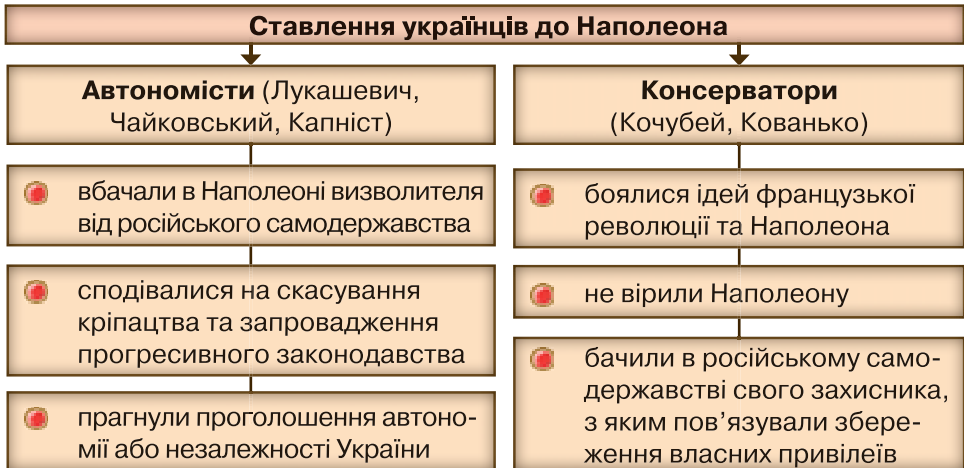 Ставлення українців до Наполеона
Автономісти (Лукашевич,
Чайковський, Капніст)
вбачали в Наполеоні визволителя
від російського самодержавства
сподівалися на скасування
кріпацтва та запровадження
прогресивного законодавства
прагнули проголошення автоно-
мії або незалежності України
Консерватори
(Кочубей, Кованько)
боялися ідей французької
революції та Наполеона
не вірили Наполеону
бачили в російському само-
державстві свого захисника,
з яким пов’язували збере-
ження власних привілеїв